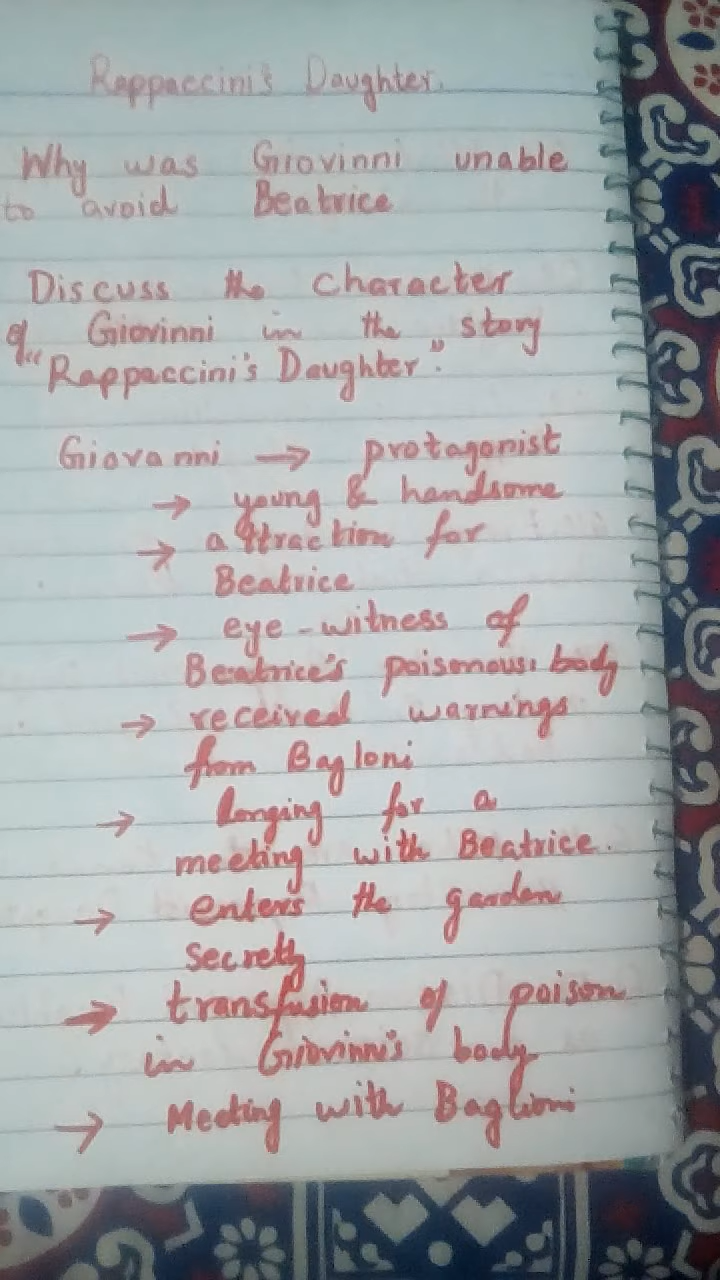 Rappaccini's Daughter.
Why was Giovinni unable
to avoid Beatrice
Discuss the character
of Giovinni in the story
"Rappaccini's Daughter".
Giovanni → protagonist
→ young & handsome
→ attraction for
Beatrice
→ eye-witness of
Beatrice's poisonous body
→ received warnings
from Bagloni
→ longing for a
meeting with Beatrice.
→ enters the garden
secretly
→ transfusion of poison
in Giovinni's body
→ Meeting with Baglioni